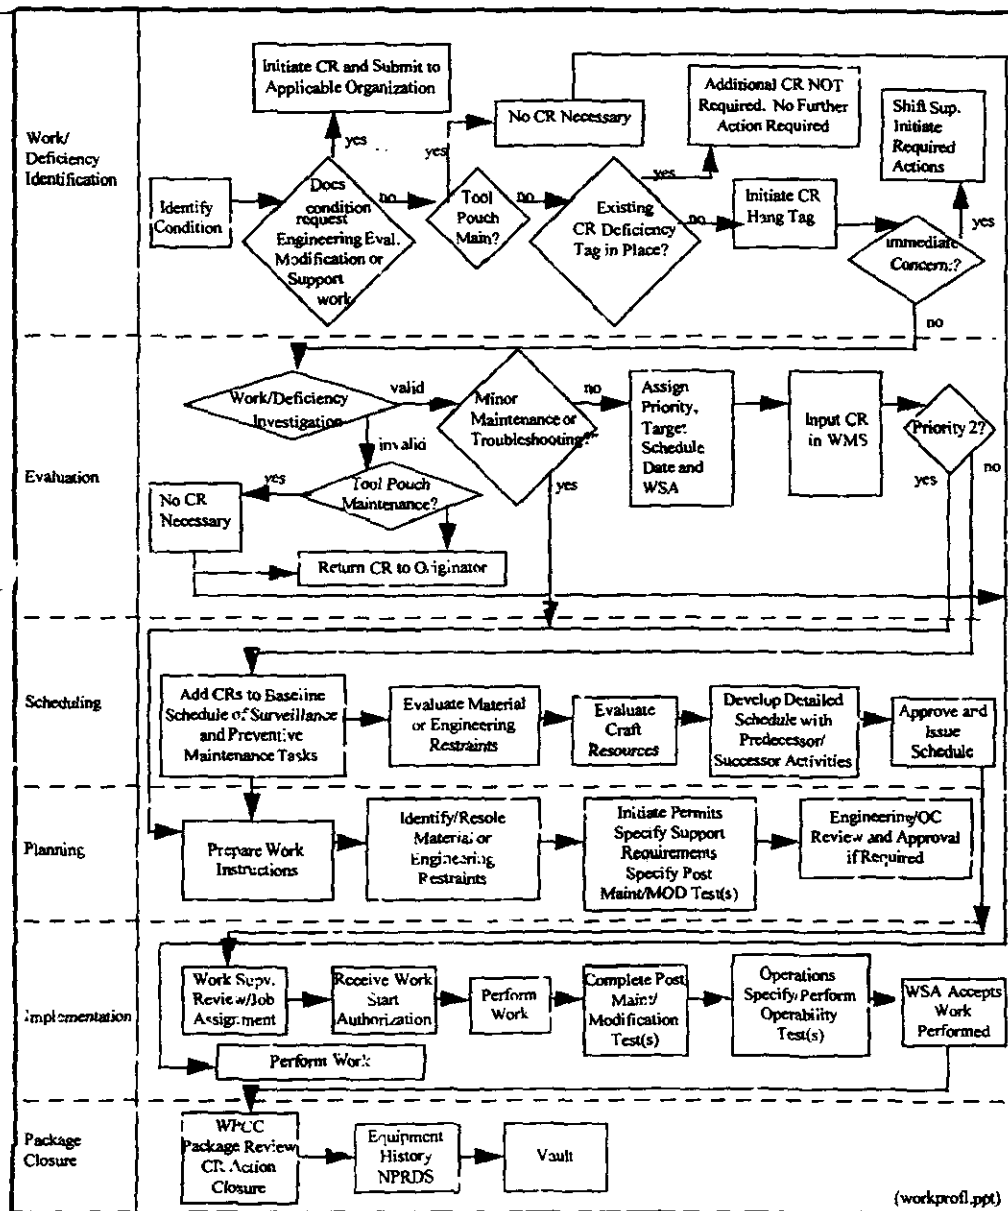 Work/
Deficiency
Identification
Initiate CR and Submit to
Applicable Organization
yes
Identify
Condition
Does
condition
request
Engineering Eval.
Modification or
Support
work
no
yes
No CR Necessary
Tool
Pouch
Main?
no
Existing
CR Deficiency
Tag in Place?
yes
Additional CR NOT
Required. No Further
Action Required
no
Initiate CR
Hang Tag
Shift Sup.
Initiate
Required
Actions
yes
Immediate
Concern?
no
Evaluation
Work/Deficiency
Investigation
valid
invalid
Tool Pouch
Maintenance?
yes
No CR
Necessary
Return CR to Originator
Minor
Maintenance or
Troubleshooting?
no
yes
Assign
Priority,
Target
Schedule
Date and
WSA
Input CR
in WMS
Priority 2?
yes
no
Scheduling
Add CRs to Baseline
Schedule of Surveillance
and Preventive
Maintenance Tasks
Evaluate Material
or Engineering
Restraints
Evaluate
Craft
Resources
Develop Detailed
Schedule with
Predecessor/
Successor Activities
Approve and
Issue
Schedule
Planning
Prepare Work
Instructions
Identify/Resole
Material or
Engineering
Restraints
Initiate Permits
Specify Support
Requirements
Specify Post
Maint/MOD Test(s)
Engineering/OC
Review and Approval
if Required
Implementation
Work Supv.
Review/Job
Assignment
Receive Work
Start
Authorization
Perform
Work
Complete Post
Maint/
Modification
Test(s)
Operations
Specify/Perform
Operability
Test(s)
WSA Accepts
Work
Performed
Perform Work
Package
Closure
WPCC
Package Review
CR Action
Closure
Equipment
History
NPRDS
Vault
(workprofl.ppt)